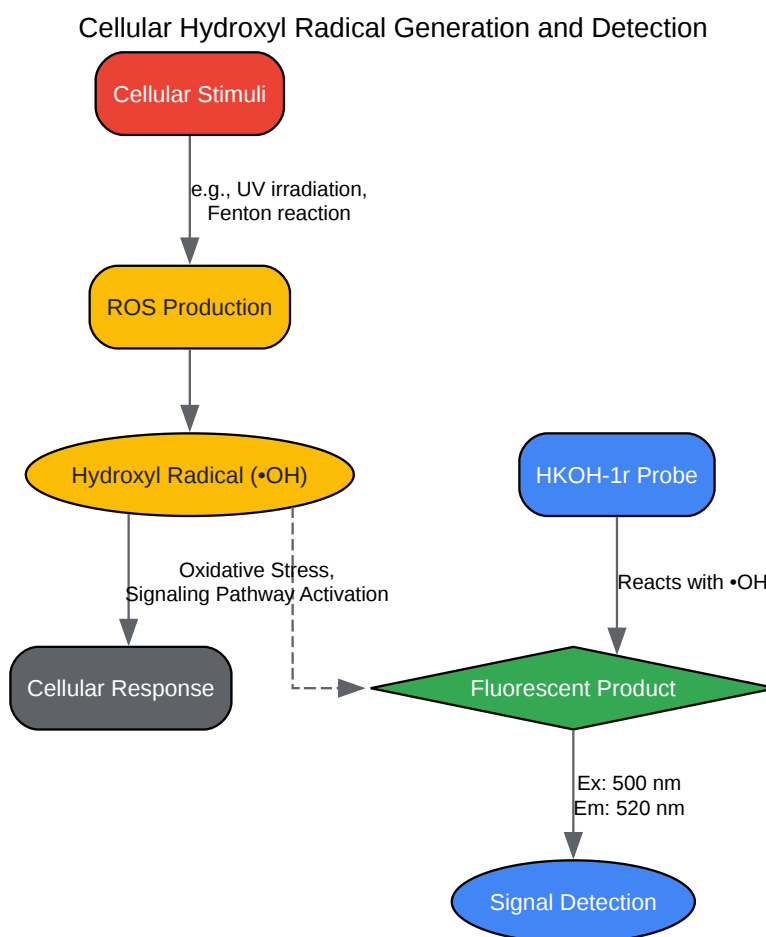 Cellular Hydroxyl Radical Generation and Detection
Cellular Stimuli
e.g., UV irradiation,
Fenton reaction
ROS Production
Hydroxyl Radical (•OH)
HKOH-1r Probe
Oxidative Stress,
Signaling Pathway Activation
Reacts with •OH
Cellular Response
Fluorescent Product
Ex: 500 nm
Em: 520 nm
Signal Detection